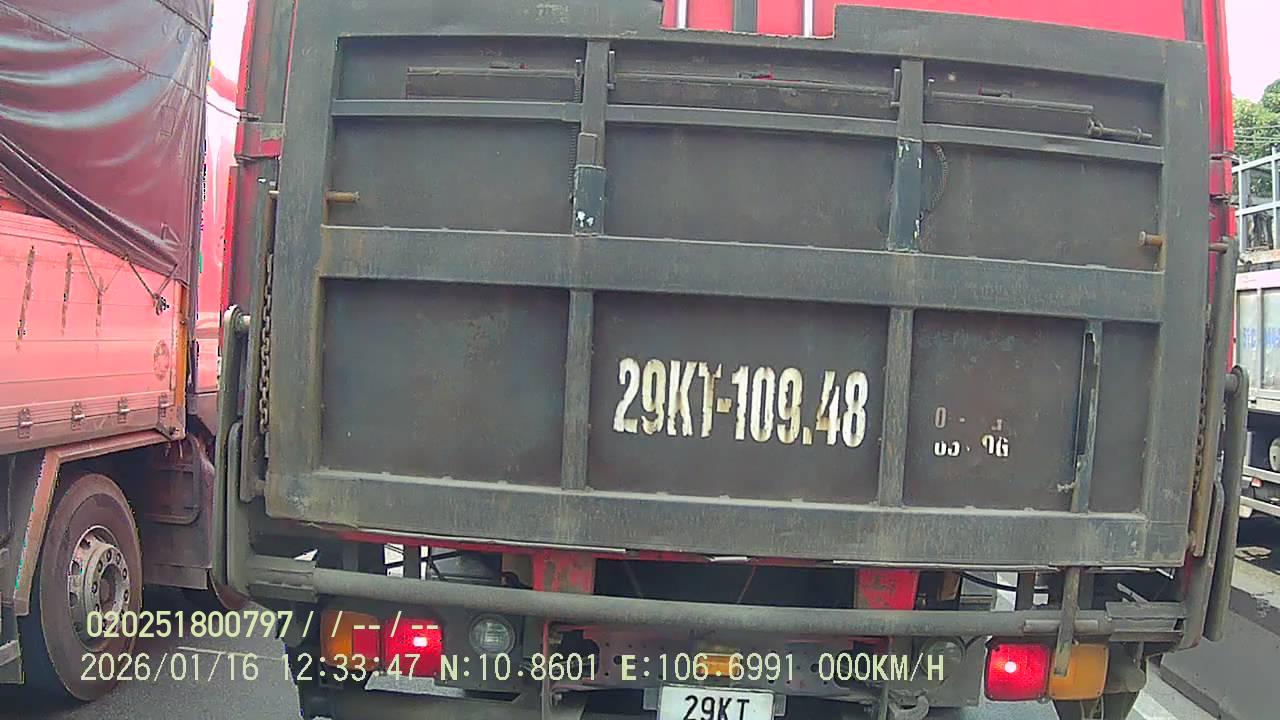 29KT-109.48
020251800797/ /--/--
2026/01/16 12:33:47 N:10.8601 E:106.6991 000KM/H
29KT